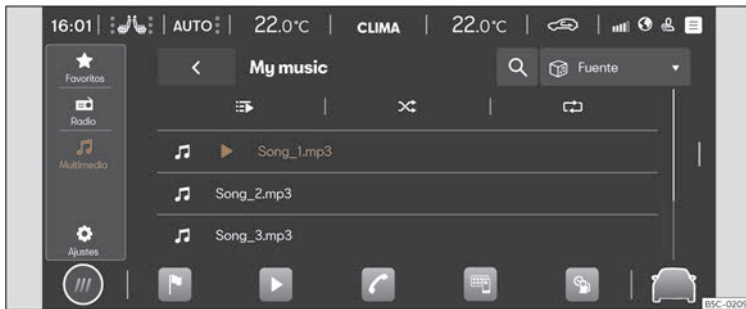 16:01 AUTO 22.0°C CLIMA 22.0°C
Favoritos
My music
Fuente
Radio
Multimedia
Song_1.mp3
Song_2.mp3
Song_3.mp3
Ajustes
BSC-0209